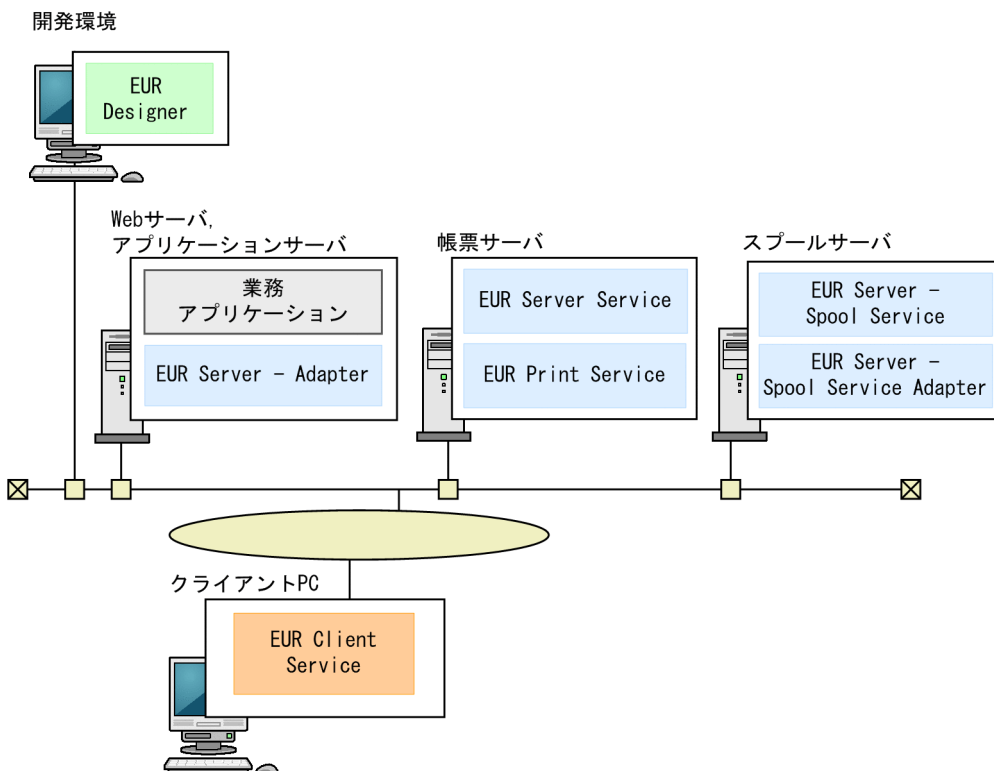 開発環境
EUR
Designer
Webサーバ,
アプリケーションサーバ
業務
アプリケーション
EUR Server − Adapter
帳票サーバ
EUR Server Service
EUR Print Service
スプールサーバ
EUR Server −
Spool Service
EUR Server −
Spool Service Adapter
クライアントPC
EUR Client
Service